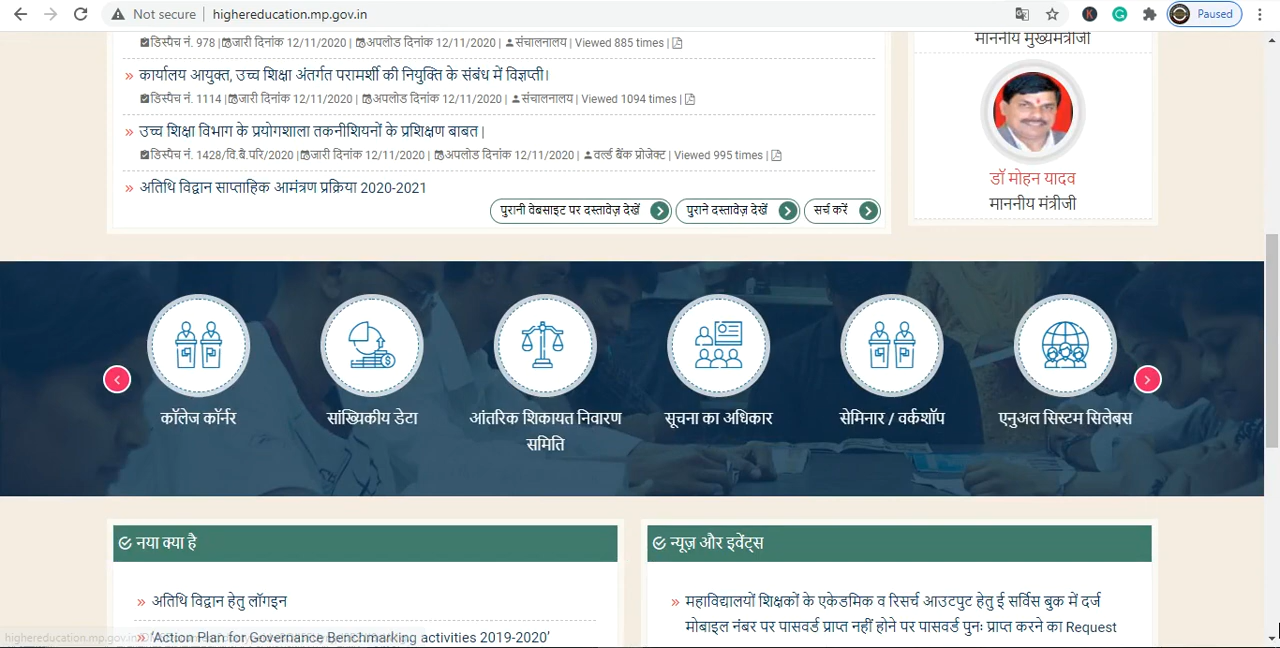 Not secure | highereducation.mp.gov.in
Paused
डिस्पैच नं. 978 | जारी दिनांक 12/11/2020 | अपलोड दिनांक 12/11/2020 | संचालनालय | Viewed 885 times |
माननीय मुख्यमंत्रीजी
» कार्यालय आयुक्त, उच्च शिक्षा अंतर्गत परामर्शी की नियुक्ति के संबंध में विज्ञप्ती।
डिस्पैच नं. 1114 | जारी दिनांक 12/11/2020 | अपलोड दिनांक 12/11/2020 | संचालनालय | Viewed 1094 times |
» उच्च शिक्षा विभाग के प्रयोगशाला तकनीशियनों के प्रशिक्षण बाबत |
डिस्पैच नं. 1428/वि.बै.परि/2020 | जारी दिनांक 12/11/2020 | अपलोड दिनांक 12/11/2020 | वर्ल्ड बैंक प्रोजेक्ट | Viewed 995 times |
» अतिथि विद्वान साप्ताहिक आमंत्रण प्रक्रिया 2020-2021
पुरानी वेबसाइट पर दस्तावेज़ देखें
पुराने दस्तावेज़ देखें
सर्च करें
डॉ मोहन यादव
माननीय मंत्रीजी
कॉलेज कॉर्नर
सांख्यिकीय डेटा
आंतरिक शिकायत निवारण
समिति
सूचना का अधिकार
सेमिनार / वर्कशॉप
एनुअल सिस्टम सिलेबस
नया क्या है
» अतिथि विद्वान हेतु लॉगइन
» 'Action Plan for Governance Benchmarking activities 2019-2020'
न्यूज़ और इवेंट्स
» महाविद्यालयों शिक्षकों के एकेडमिक व रिसर्च आउटपुट हेतु ई सर्विस बुक में दर्ज
मोबाइल नंबर पर पासवर्ड प्राप्त नहीं होने पर पासवर्ड पुनः प्राप्त करने का Request